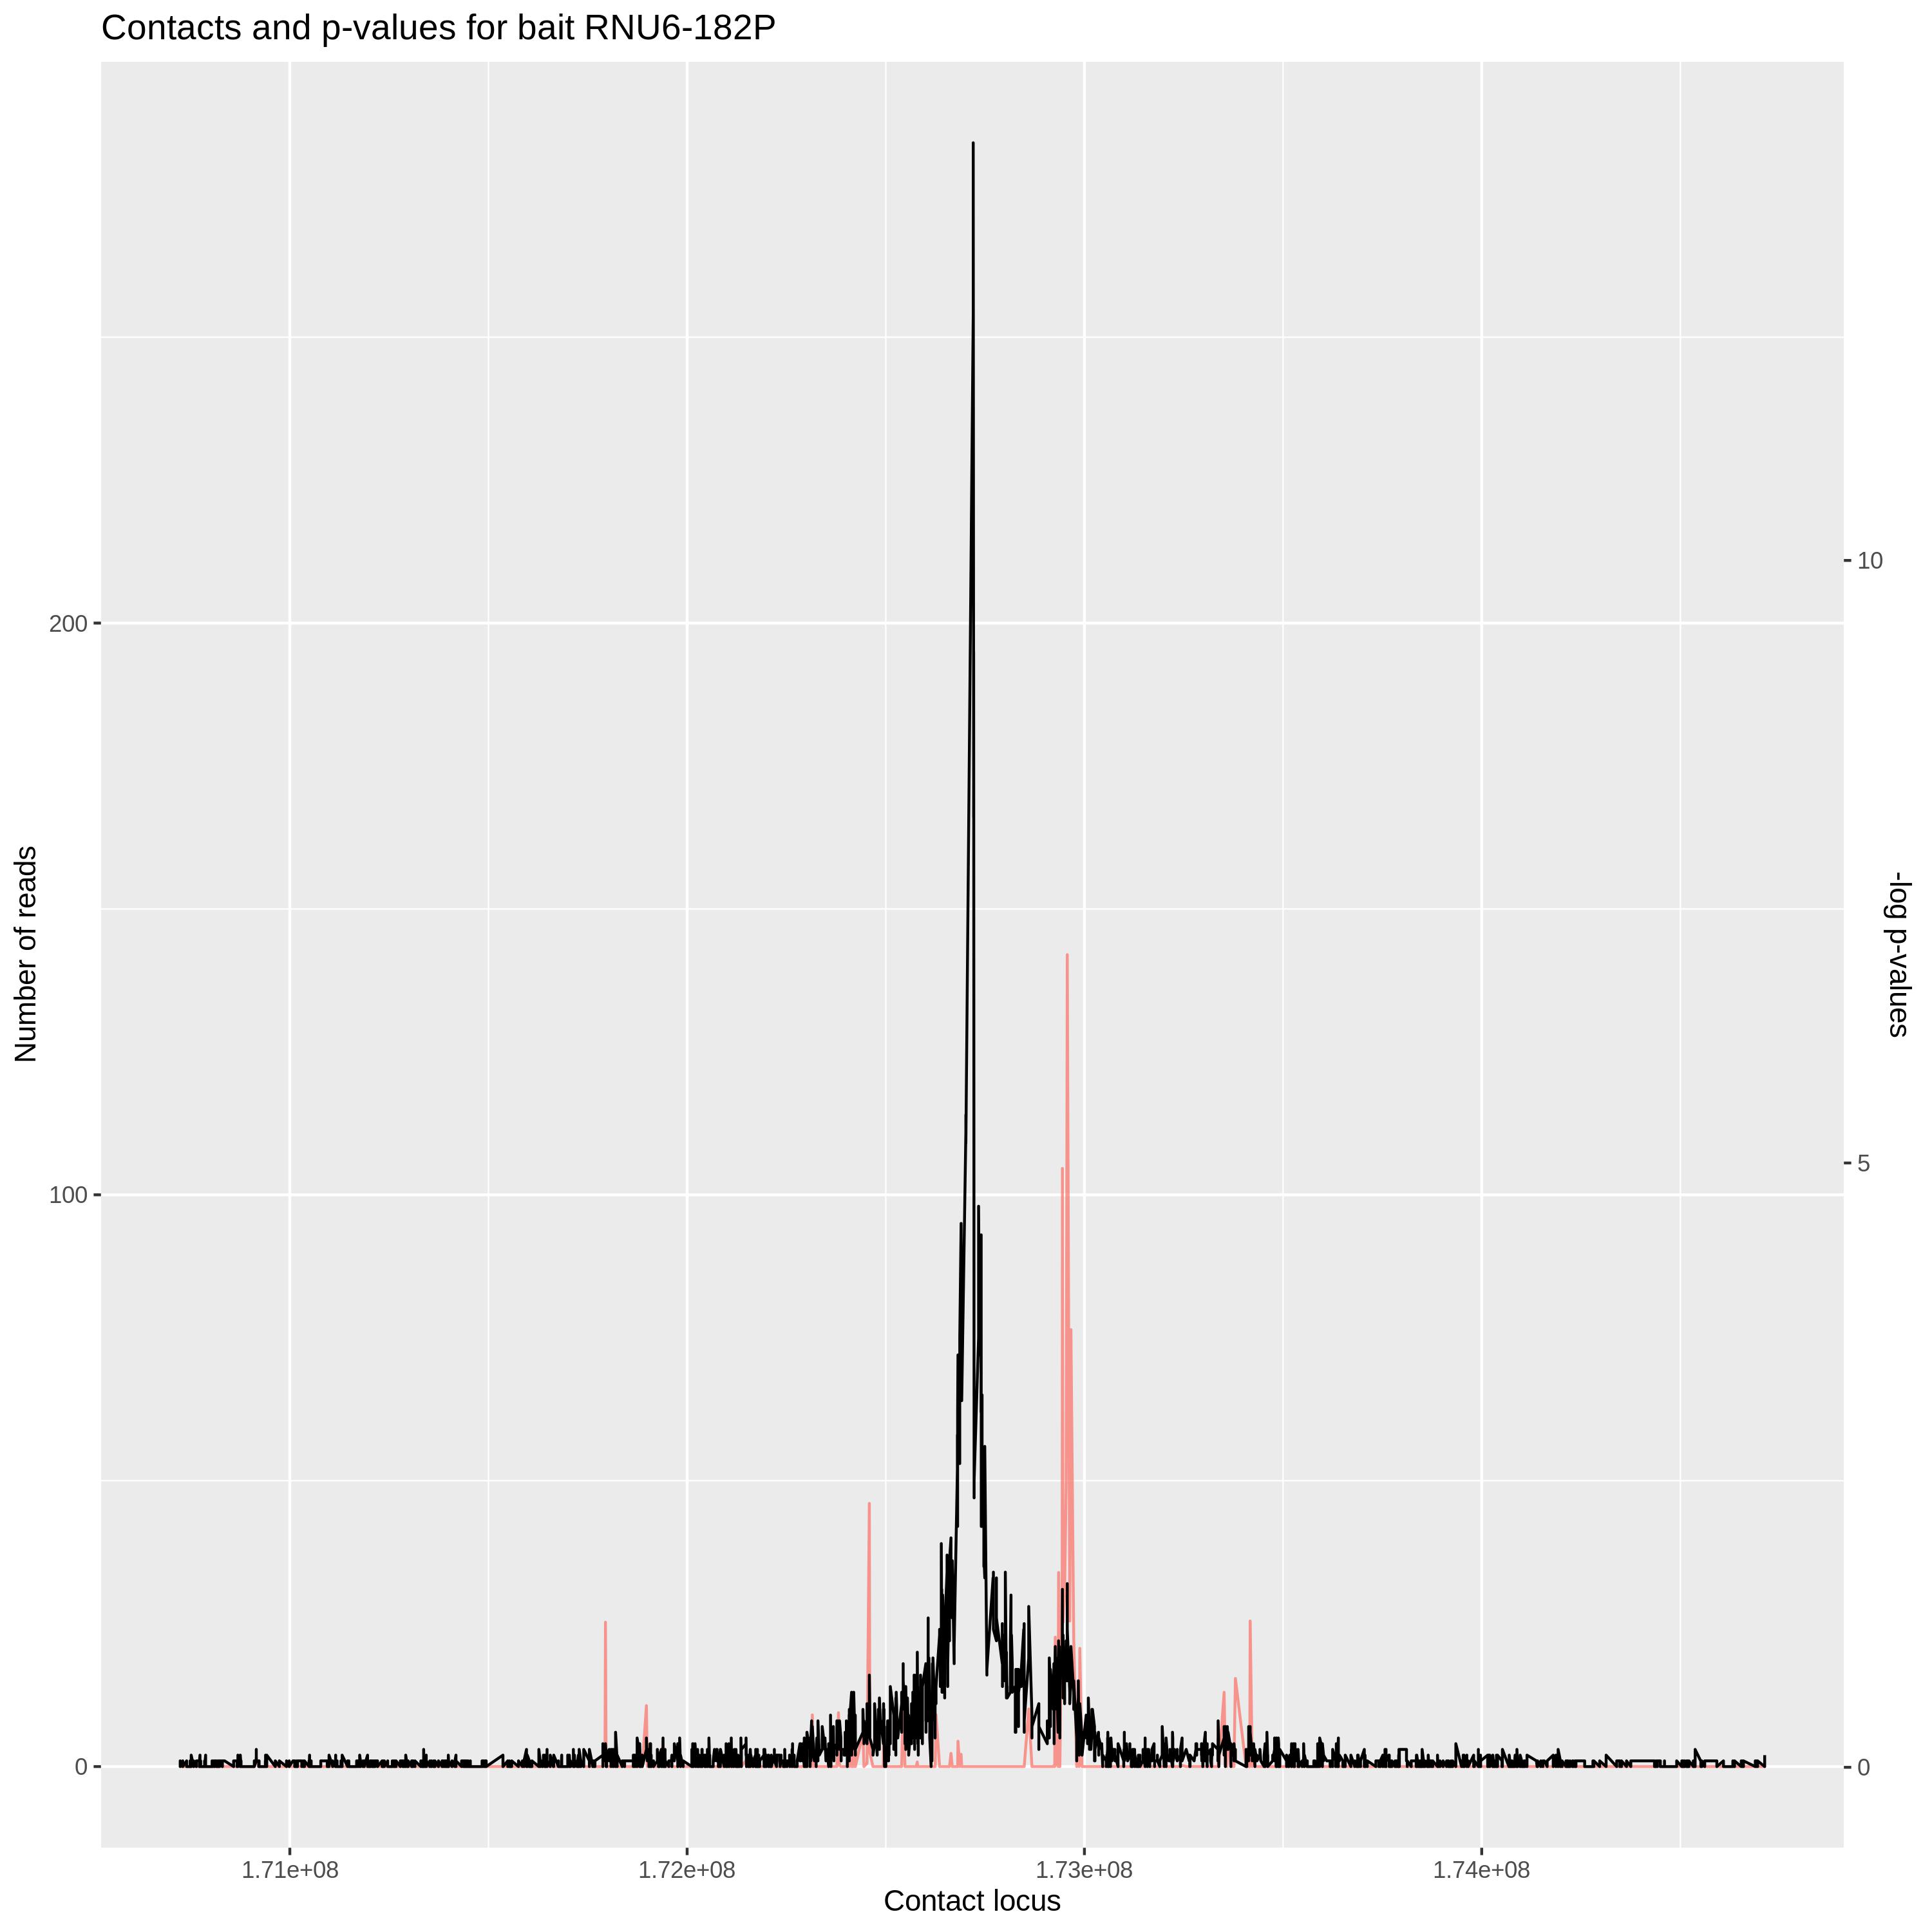 Contacts and p-values for bait RNU6-182P
200
100
0
Number of reads
10
5
0
-log p-values
1.71e+08
1.72e+08
1.73e+08
1.74e+08
Contact locus